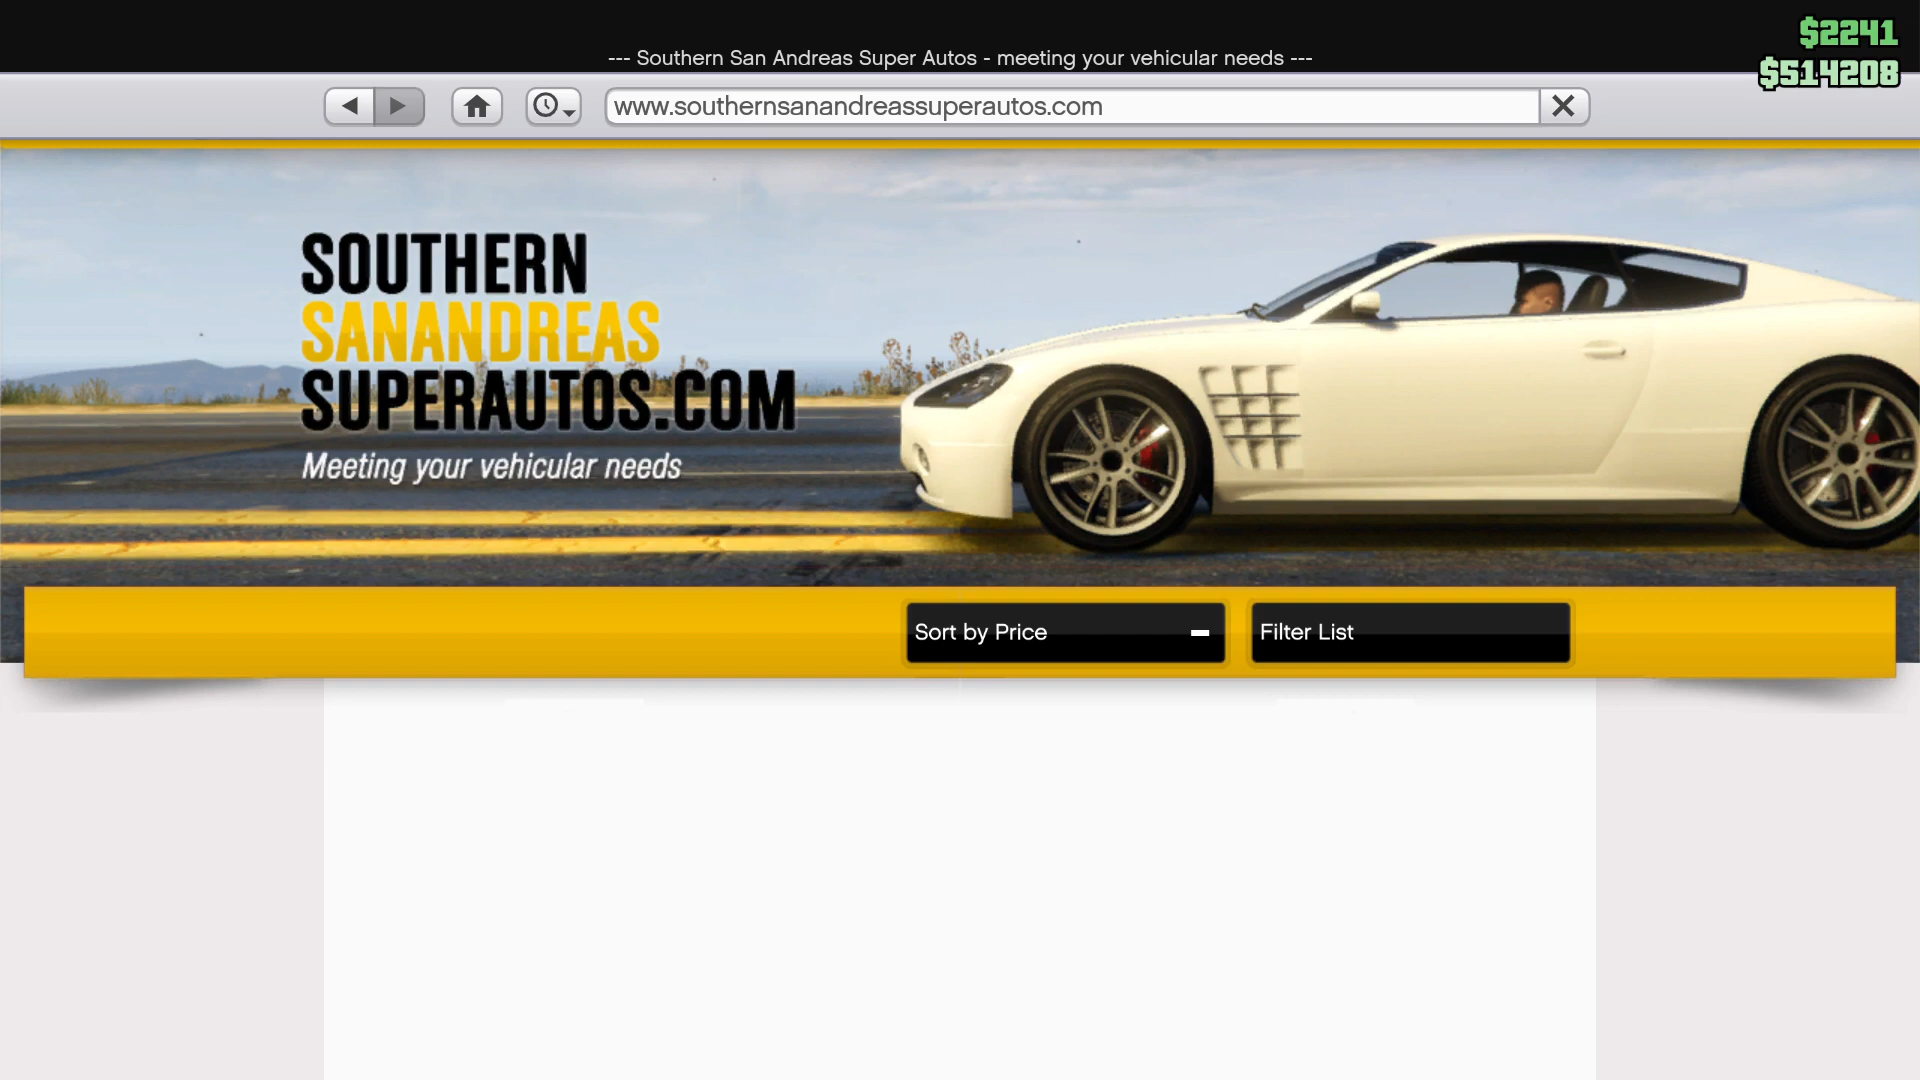 $2241
--- Southern San Andreas Super Autos - meeting your vehicular needs ---
$514208
www.southernsanandreassuperautos.com
SOUTHERN
SANANDREAS
SUPERAUTOS.COM
Meeting your vehicular needs
Sort by Price
Filter List